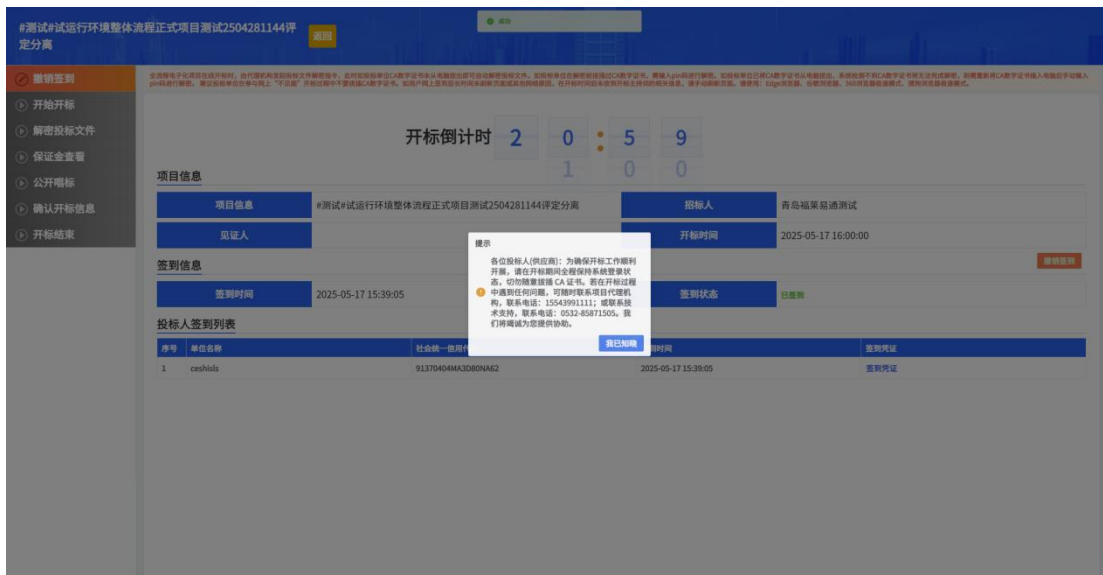 #测试#试运行环境整体流程正式项目测试2504281144评
定分离
返回
成功
撤销签到
开始开标
解密投标文件
保证金查看
公开唱标
确认开标信息
开标结束
开标倒计时 2 0 : 5 9
1 0 0
项目信息
项目信息 #测试#试运行环境整体流程正式项目测试2504281144评定分离 招标人 青岛福莱易通测试
见证人 开标时间 2025-05-17 16:00:00
签到信息
撤销签到
签到时间 2025-05-17 15:39:05 签到状态 已签到
投标人签到列表
序号 单位名称 社会统一信用代 到时间 签到凭证
1 ceshisls 91370404MA3D80NA62 2025-05-17 15:39:05 签到凭证
提示
各位投标人(供应商)：为确保开标工作顺利
开展，请在开标期间全程保持系统登录状
态，切勿随意拔插 CA 证书。若在开标过程
中遇到任何问题，可随时联系项目代理机
构，联系电话：15543991111；或联系技
术支持，联系电话：0532-85871505。我
们将竭诚为您提供协助。
我已知晓